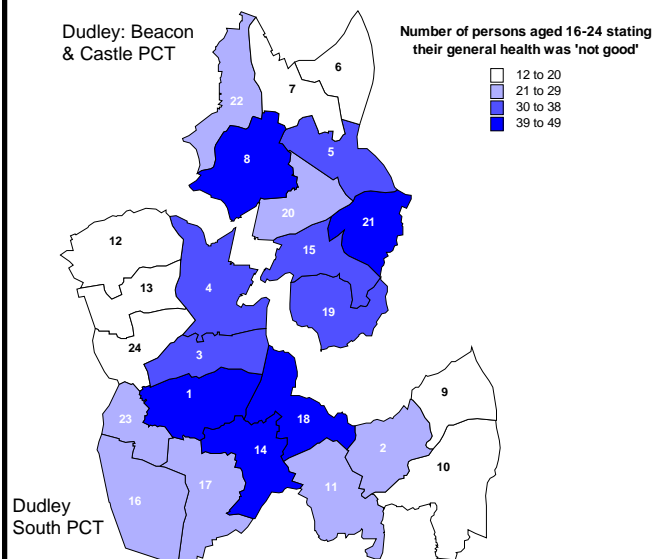 Dudley: Beacon
& Castle PCT
Number of persons aged 16-24 stating
their general health was 'not good'
12 to 20
21 to 29
30 to 38
39 to 49
6
7
22
5
8
20
21
12
15
13
4
19
24
3
9
1
23
18
2
14
10
17
11
16
Dudley
South PCT